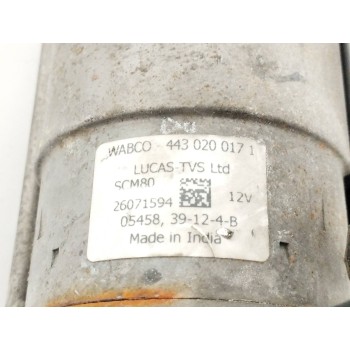 WABCO 443 020 017 1
LUCAS TVS Ltd
SCM80
26071594 12V
05458, 39-12-4-B
Made in India